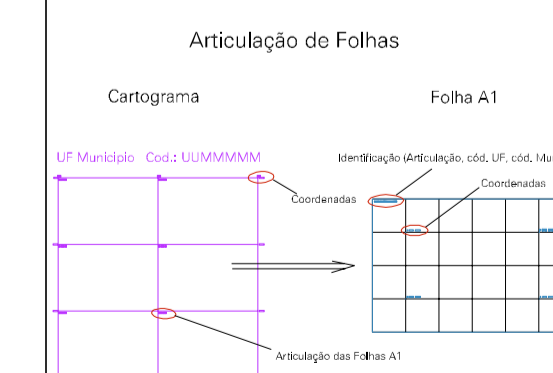 Articulação de Folhas
Cartograma
Folha A1
UF Municipio Cod.: UUMMMMM
Identificação (Articulação, cód. UF, cód. Mu
Coordenadas
Coordenadas
Articulação das Folhas A1